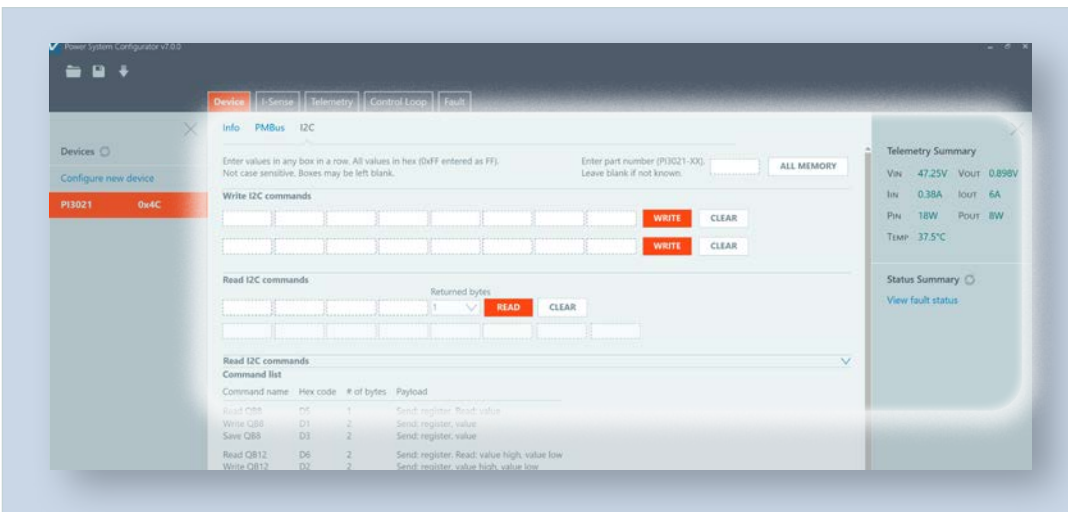 Power System Configurator v7.0.0
Device I-Sense Telemetry Control Loop Fault
Info PMBus I2C
Devices
Configure new device
PI3021 0x4C
Enter values in any box in a row. All values in hex (0xFF entered as FF).
Not case sensitive. Boxes may be left blank.
Enter part number (PI3021-XX).
Leave blank if not known.
ALL MEMORY
Write I2C commands
WRITE CLEAR
WRITE CLEAR
Read I2C commands
Returned bytes
1 READ CLEAR
Read I2C commands
Command list
Command name Hex code # of bytes Payload
Read QB8 D5 1 Send: register, Read: value
Write QB8 D1 2 Send: register, value
Save QB8 D3 2 Send: register, value
Read QB12 D6 2 Send: register. Read: value high, value low
Write QB12 D2 2 Send: register, value high, value low
Telemetry Summary
VIN 47.25V VOUT 0.898V
IIN 0.38A IOUT 6A
PIN 18W POUT 8W
TEMP 37.5°C
Status Summary
View fault status